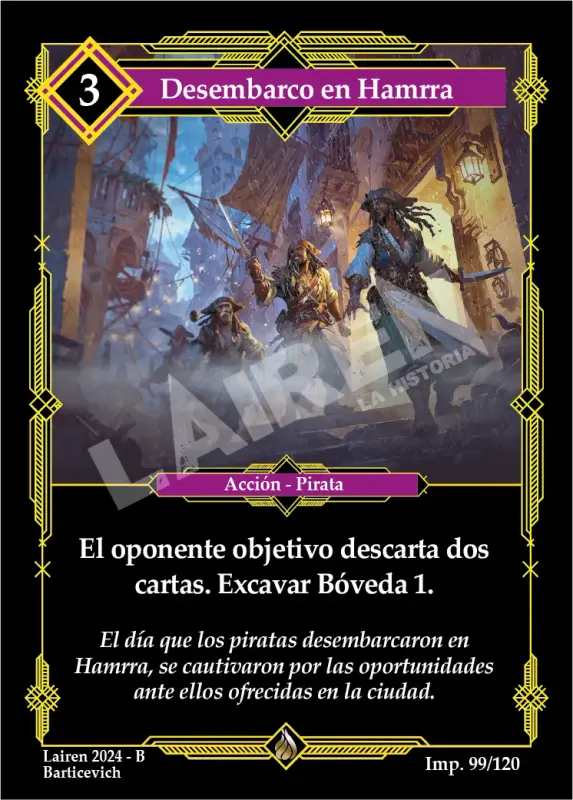 3
Desembarco en Hamrra
LAIREN
LA HISTORIA
Acción - Pirata
El oponente objetivo descarta dos
cartas. Excavar Bóveda 1.
El día que los piratas desembarcaron en
Hamrra, se cautivaron por las oportunidades
ante ellos ofrecidas en la ciudad.
Lairen 2024 - B
Barticevich
Imp. 99/120